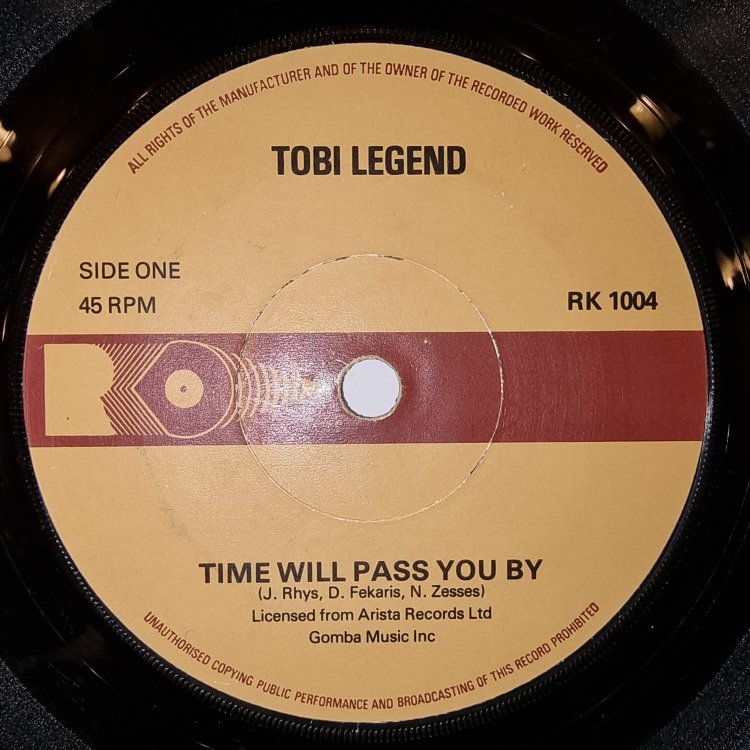 ALL RIGHTS OF THE MANUFACTURER AND OF THE OWNER OF THE RECORDED WORK RESERVED
TOBI LEGEND
SIDE ONE
45 RPM
RK 1004
R
TIME WILL PASS YOU BY
(J. Rhys, D. Fekaris, N. Zesses)
Licensed from Arista Records Ltd
Gomba Music Inc
UNAUTHORISED COPYING PUBLIC PERFORMANCE AND BROADCASTING OF THIS RECORD PROHIBITED